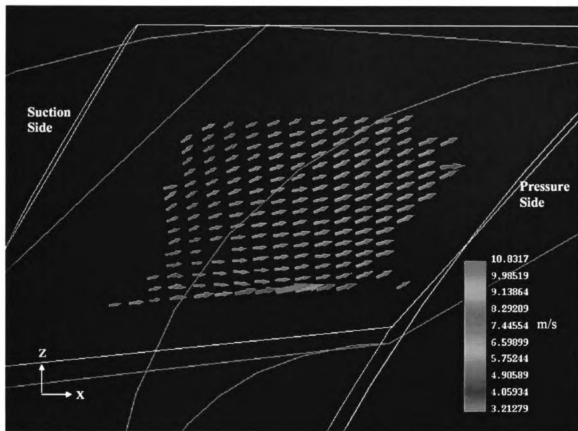 Suction
Side
Pressure
Side
10.8317
9.98519
9.13864
8.29209
7.44554
m/s
6.59899
5.75244
4.90589
4.05934
3.21279
Z
X